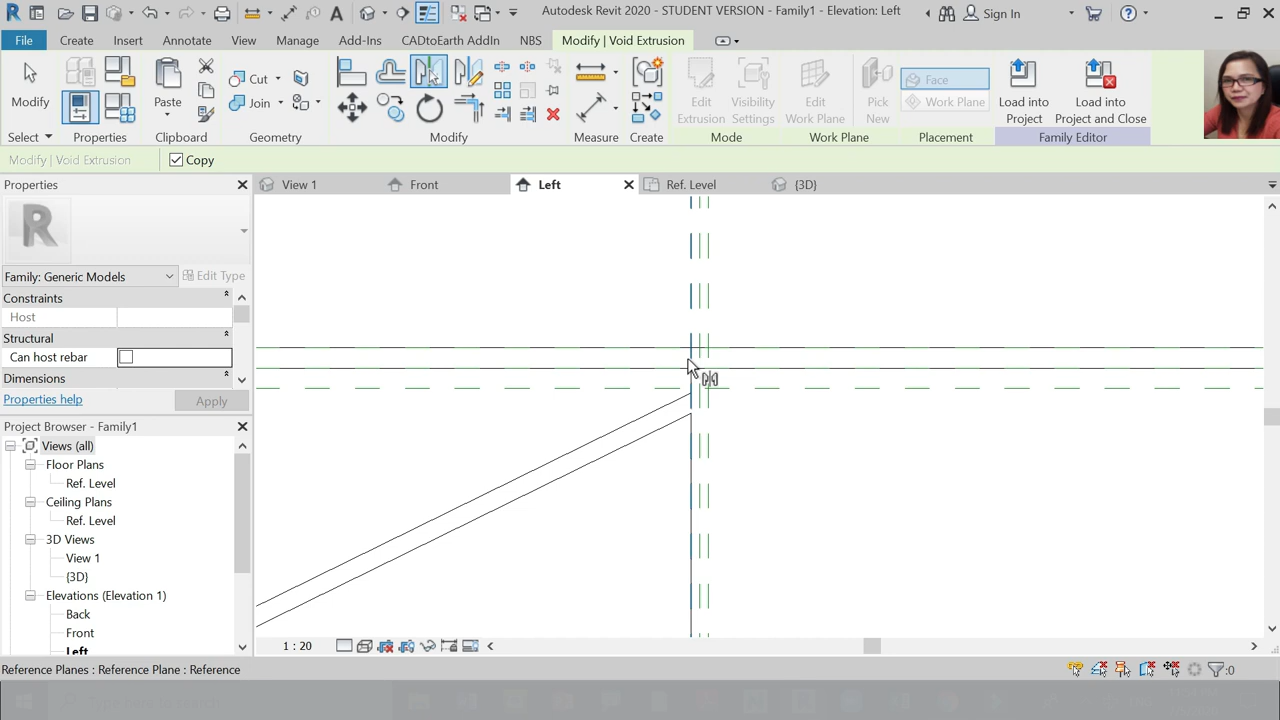 Autodesk Revit 2020 - STUDENT VERSION - Family1 - Elevation: Left
Sign In
File Create Insert Annotate View Manage Add-Ins CADtoEarth AddIn NBS Modify | Void Extrusion
Modify
Paste
Cut
Join
Edit Extrusion
Visibility Settings
Edit Work Plane
Pick New
Face
Work Plane
Load into Project
Load into Project and Close
Select Properties Clipboard Geometry Modify Measure Create Mode Work Plane Placement Family Editor
Modify | Void Extrusion Copy
Properties
View 1 Front Left Ref. Level {3D}
Family: Generic Models Edit Type
Constraints
Host
Structural
Can host rebar
Dimensions
Properties help Apply
Project Browser - Family1
Views (all)
Floor Plans
Ref. Level
Ceiling Plans
Ref. Level
3D Views
View 1
{3D}
Elevations (Elevation 1)
Back
Front
Left
1 : 20
Reference Planes : Reference Plane : Reference
:0